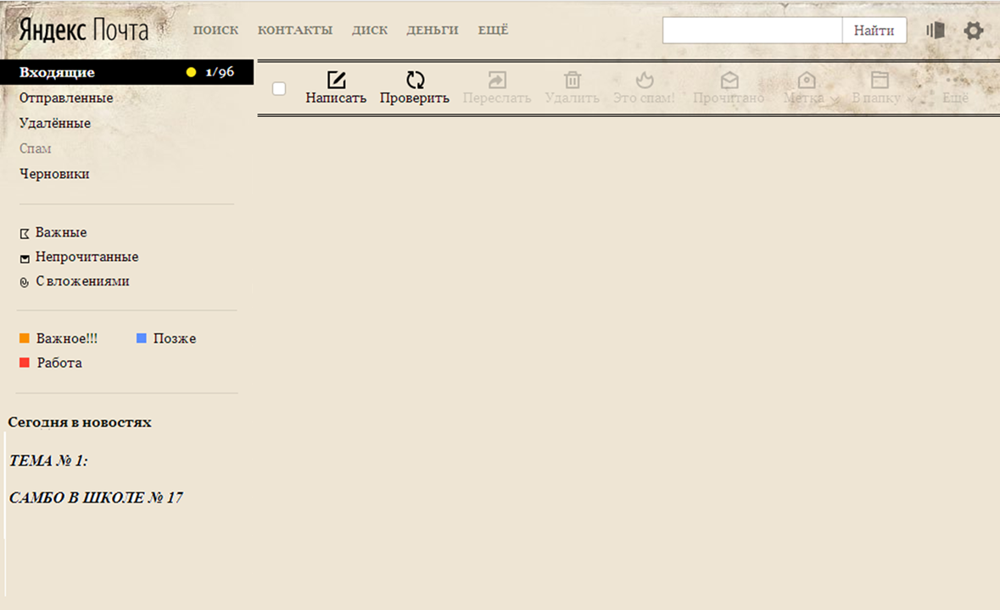 Яндекс Почта
ПОИСК КОНТАКТЫ ДИСК ДЕНЬГИ ЕЩЁ
Найти
Входящие 1/96
Отправленные
Удалённые
Спам
Черновики
Написать Проверить Переслать Удалить Это спам! Прочитано Метка В папку Ещё
Важные
Непрочитанные
С вложениями
Важное!!! Позже
Работа
Сегодня в новостях
ТЕМА № 1:
САМБО В ШКОЛЕ № 17